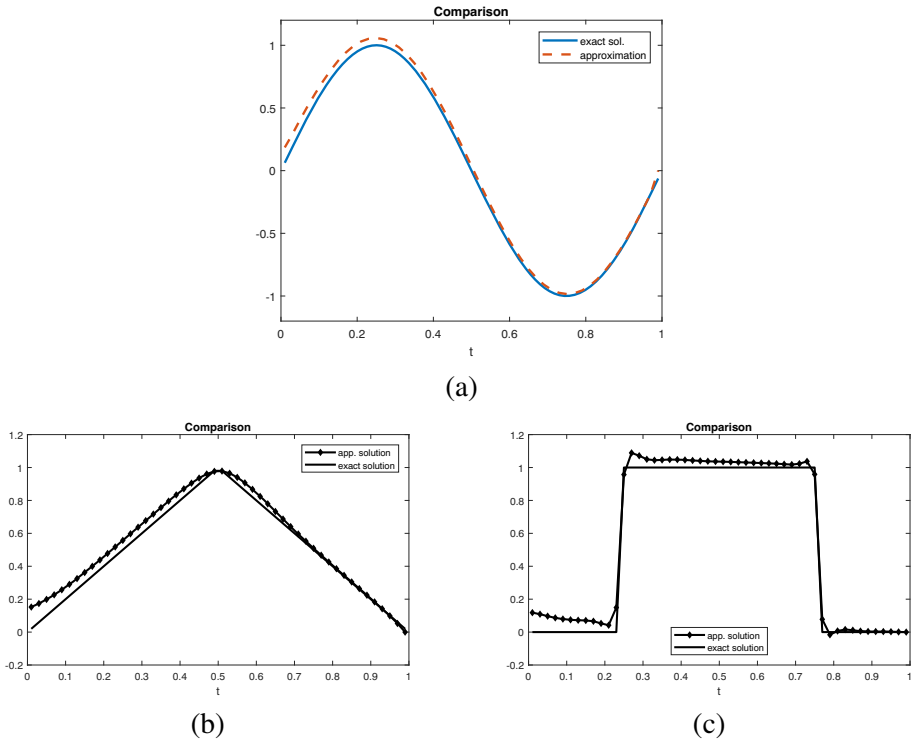 Comparison
exact sol.
approximation
1
0.5
0
-0.5
-1
0 0.2 0.4 0.6 0.8 1
t
(a)
Comparison
app. solution
exact solution
1.2
1
0.8
0.6
0.4
0.2
0
-0.2
0 0.1 0.2 0.3 0.4 0.5 0.6 0.7 0.8 0.9 1
t
(b)
Comparison
1.2
1
0.8
0.6
0.4
0.2
0
-0.2
app. solution
exact solution
0 0.1 0.2 0.3 0.4 0.5 0.6 0.7 0.8 0.9 1
t
(c)